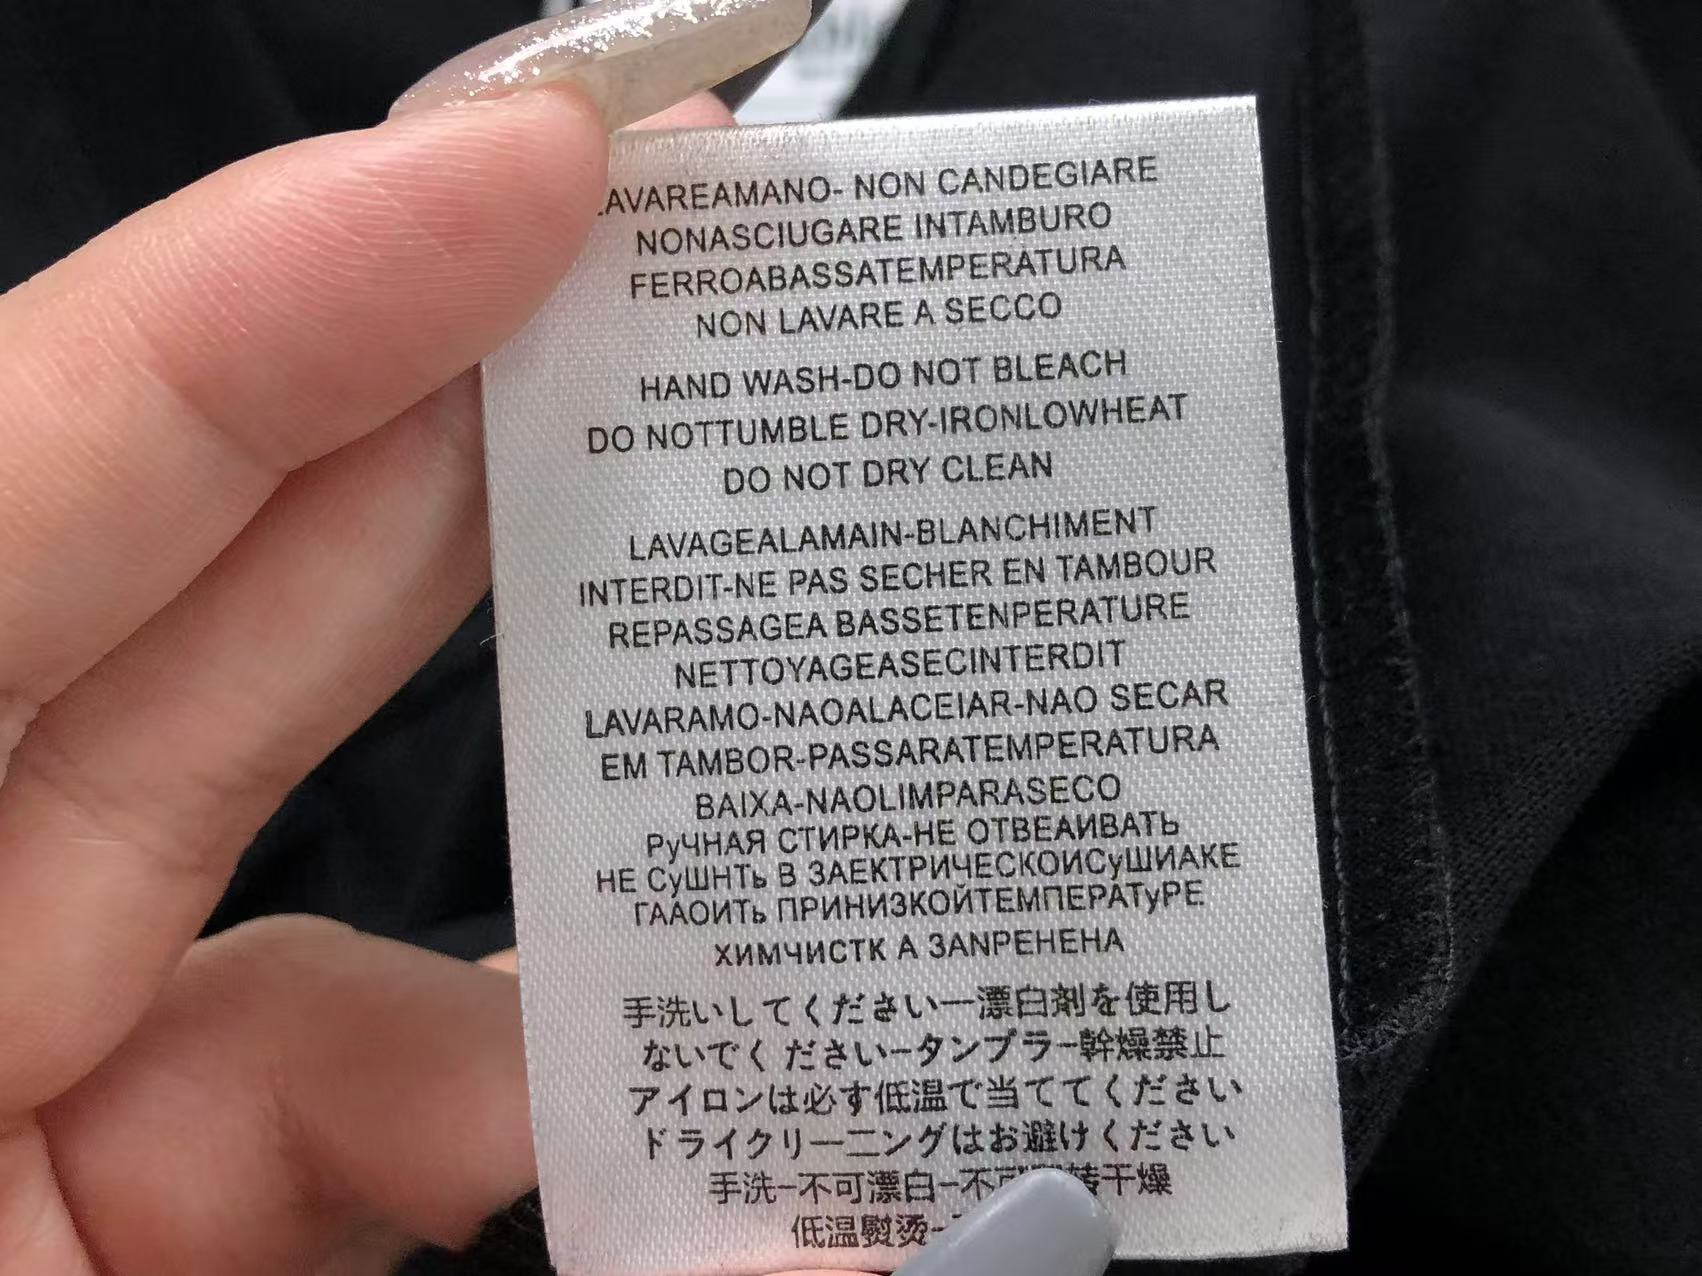 AVAREAMANO- NON CANDEGIARE
NONASCIUGARE INTAMBURO
FERROABASSATEMPERATURA
NON LAVARE A SECCO
HAND WASH-DO NOT BLEACH
DO NOTTUMBLE DRY-IRONLOWHEAT
DO NOT DRY CLEAN
LAVAGEALAMAIN-BLANCHIMENT
INTERDIT-NE PAS SECHER EN TAMBOUR
REPASSAGEA BASSETENPERATURE
NETTOYAGEASECINTERDIT
LAVARAMO-NAOALACEIAR-NAO SECAR
EM TAMBOR-PASSARATEMPERATURA
BAIXA-NAOLIMPARASECO
РуЧНАЯ СТИРКА-НЕ ОТВЕАИВАТЬ
НЕ СуШНТь В ЗАЕКТРИЧЕСКОИСуШИАКЕ
ГААОИТь ПРИНИЗКОЙТЕМПЕРАТуРЕ
ХИМЧИСТК А ЗАNРЕНЕНА
手洗いしてください一漂白剤を使用し
ないでく ださい-タンブラ-幹燥禁止
アイロンは必す低温で当ててください
ドライクリーニングはお避けください
手洗-不可漂白-不可 转干燥
低温熨烫-